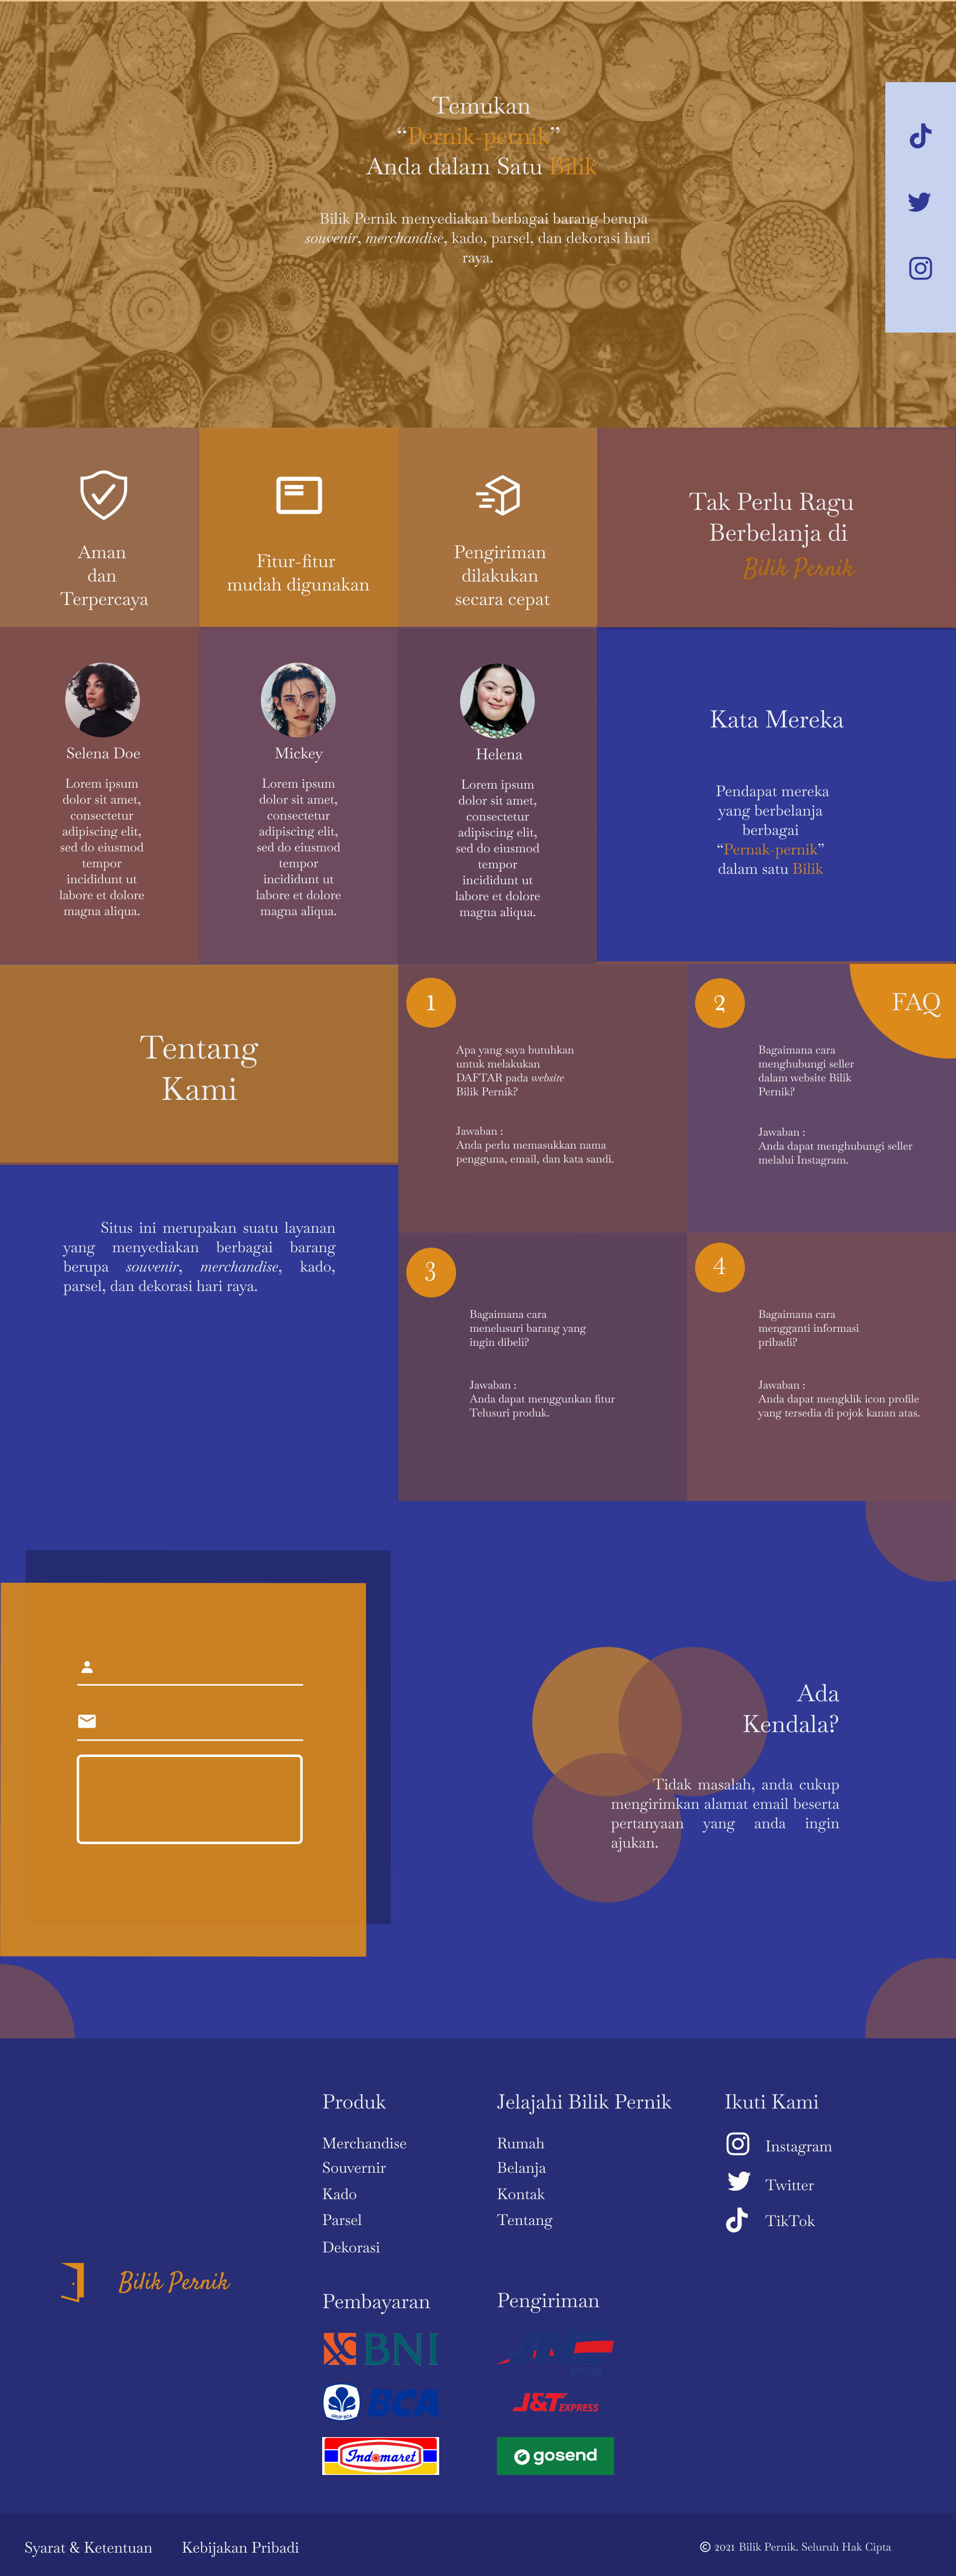 Temukan
“Pernik-pernik”
Anda dalam Satu Bilik
Bilik Pernik menyediakan berbagai barang berupa
souvenir, merchandise, kado, parsel, dan dekorasi hari
raya.
Aman
dan
Terpercaya
Fitur-fitur
mudah digunakan
Pengiriman
dilakukan
secara cepat
Tak Perlu Ragu
Berbelanja di
Bilik Pernik
Selena Doe
Lorem ipsum
dolor sit amet,
consectetur
adipiscing elit,
sed do eiusmod
tempor
incididunt ut
labore et dolore
magna aliqua.
Mickey
Lorem ipsum
dolor sit amet,
consectetur
adipiscing elit,
sed do eiusmod
tempor
incididunt ut
labore et dolore
magna aliqua.
Helena
Lorem ipsum
dolor sit amet,
consectetur
adipiscing elit,
sed do eiusmod
tempor
incididunt ut
labore et dolore
magna aliqua.
Kata Mereka
Pendapat mereka
yang berbelanja
berbagai
“Pernak-pernik”
dalam satu Bilik
Tentang
Kami
Situs ini merupakan suatu layanan
yang menyediakan berbagai barang
berupa souvenir, merchandise, kado,
parsel, dan dekorasi hari raya.
FAQ
1
Apa yang saya butuhkan
untuk melakukan
DAFTAR pada website
Bilik Pernik?
Jawaban :
Anda perlu memasukkan nama
pengguna, email, dan kata sandi.
2
Bagaimana cara
menghubungi seller
dalam website Bilik
Pernik?
Jawaban :
Anda dapat menghubungi seller
melalui Instagram.
3
Bagaimana cara
menelusuri barang yang
ingin dibeli?
Jawaban :
Anda dapat menggunkan fitur
Telusuri produk.
4
Bagaimana cara
mengganti informasi
pribadi?
Jawaban :
Anda dapat mengklik icon profile
yang tersedia di pojok kanan atas.
Ada
Kendala?
Tidak masalah, anda cukup
mengirimkan alamat email beserta
pertanyaan yang anda ingin
ajukan.
Bilik Pernik
Produk
Merchandise
Souvernir
Kado
Parsel
Dekorasi
Jelajahi Bilik Pernik
Rumah
Belanja
Kontak
Tentang
Ikuti Kami
Instagram
Twitter
TikTok
Pembayaran
BNI
GRUP BCA
BCA
Indomaret
Pengiriman
JNE
J&T EXPRESS
gosend
Syarat & Ketentuan
Kebijakan Pribadi
© 2021 Bilik Pernik. Seluruh Hak Cipta